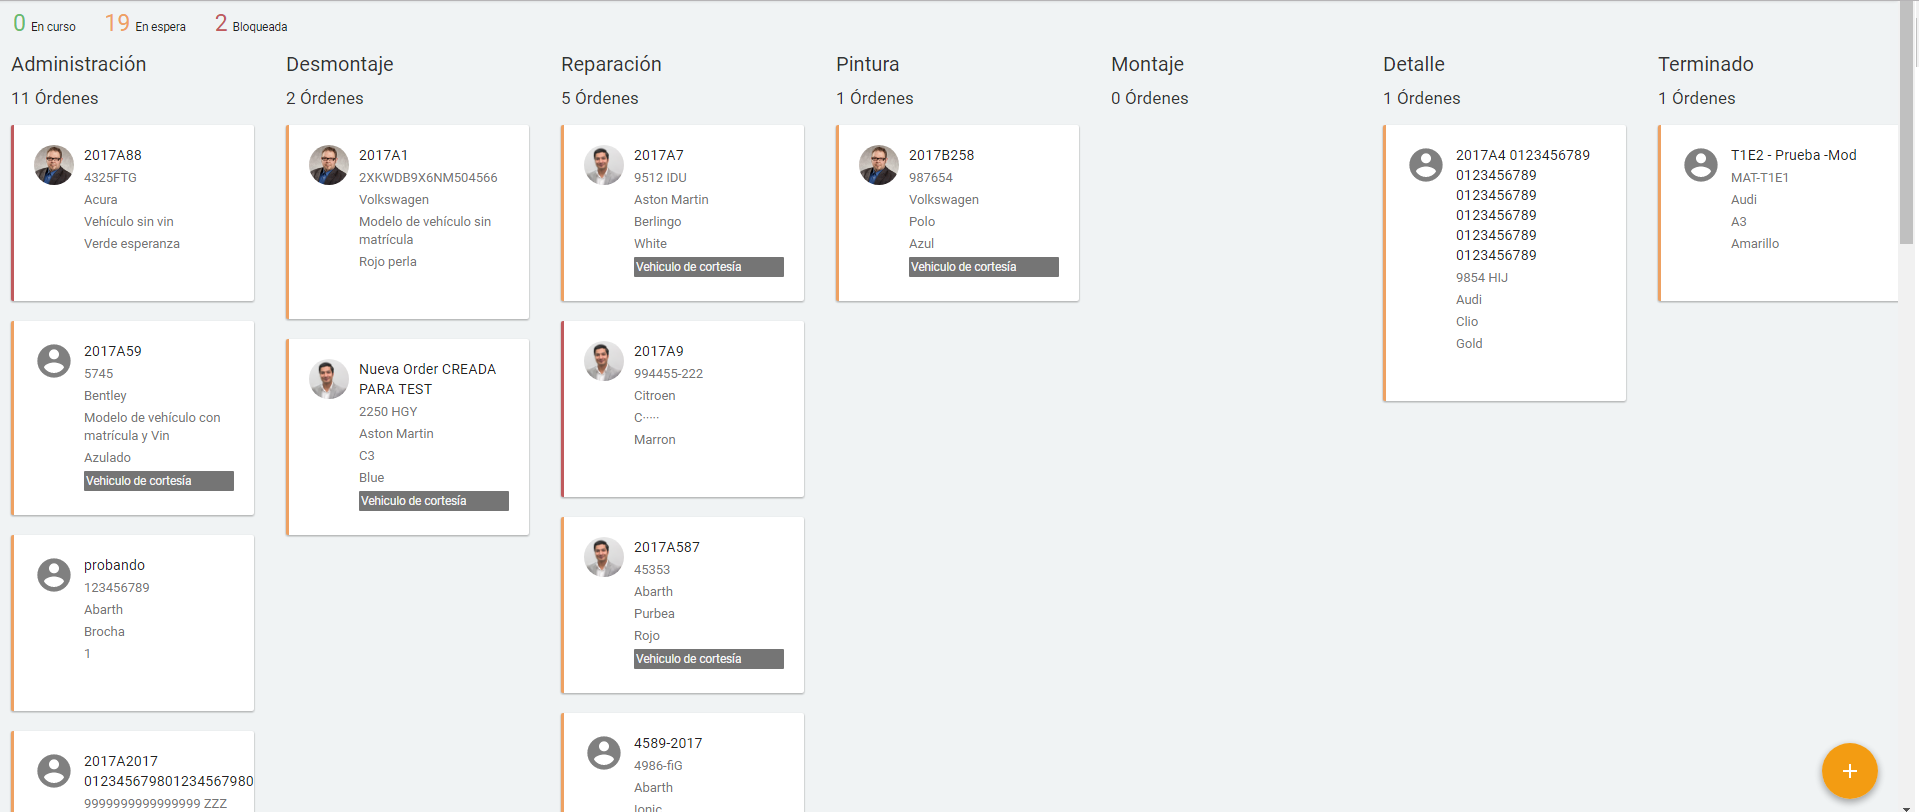 0 En curso 19 En espera 2 Bloqueada
Administración
11 Órdenes
2017A88
4325FTG
Acura
Vehículo sin vin
Verde esperanza
2017A59
5745
Bentley
Modelo de vehículo con
matrícula y Vin
Azulado
Vehiculo de cortesía
probando
123456789
Abarth
Brocha
1
2017A2017
012345679801234567980
9999999999999999 ZZZ
Desmontaje
2 Órdenes
2017A1
2XKWDB9X6NM504566
Volkswagen
Modelo de vehículo sin
matrícula
Rojo perla
Nueva Order CREADA
PARA TEST
2250 HGY
Aston Martin
C3
Blue
Vehiculo de cortesía
Reparación
5 Órdenes
2017A7
9512 IDU
Aston Martin
Berlingo
White
Vehiculo de cortesía
2017A9
994455-222
Citroen
C·····
Marron
2017A587
45353
Abarth
Purbea
Rojo
Vehiculo de cortesía
4589-2017
4986-fiG
Abarth
Ionic
Pintura
1 Órdenes
2017B258
987654
Volkswagen
Polo
Azul
Vehiculo de cortesía
Montaje
0 Órdenes
Detalle
1 Órdenes
2017A4 0123456789
0123456789
0123456789
0123456789
0123456789
0123456789
9854 HIJ
Audi
Clio
Gold
Terminado
1 Órdenes
T1E2 - Prueba -Mod
MAT-T1E1
Audi
A3
Amarillo